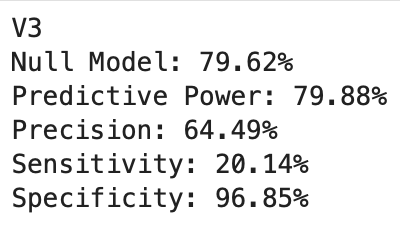 V3
Null Model: 79.62%
Predictive Power: 79.88%
Precision: 64.49%
Sensitivity: 20.14%
Specificity: 96.85%